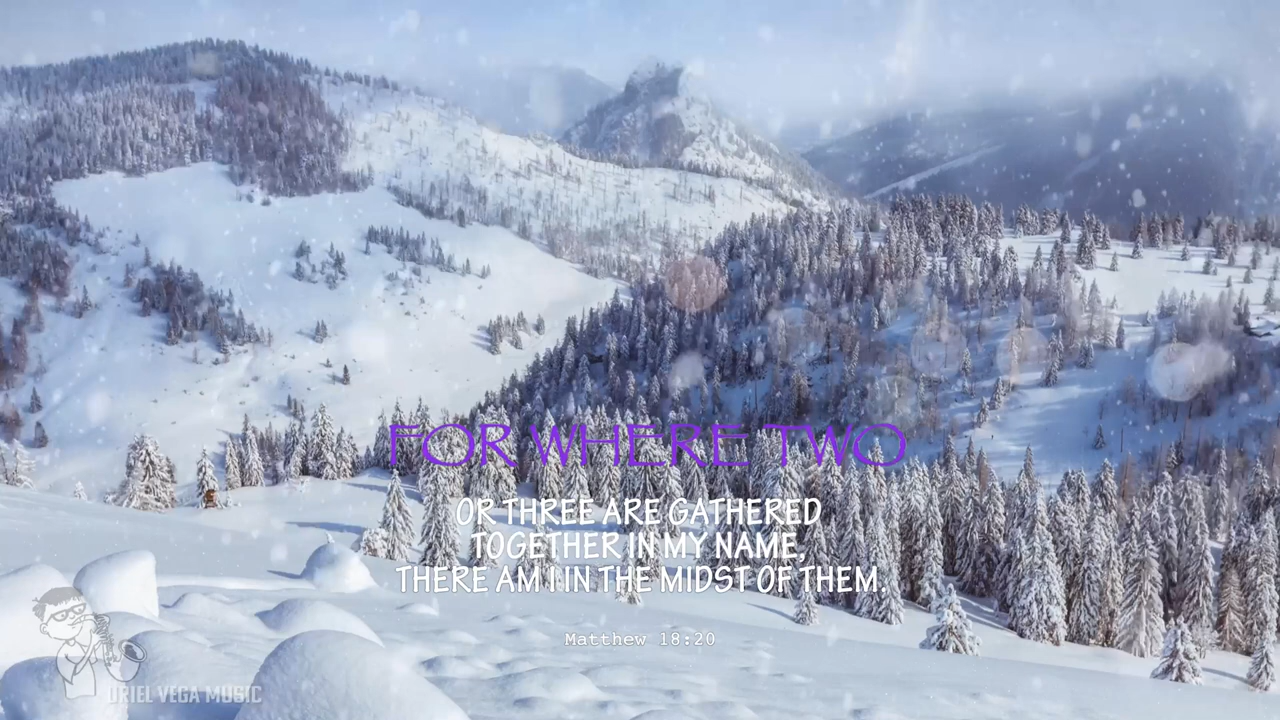 FOR WHERE TWO
OR THREE ARE GATHERED
TOGETHER IN MY NAME,
THERE AM I IN THE MIDST OF THEM.
Matthew 18:20
URIEL VEGA MUSIC